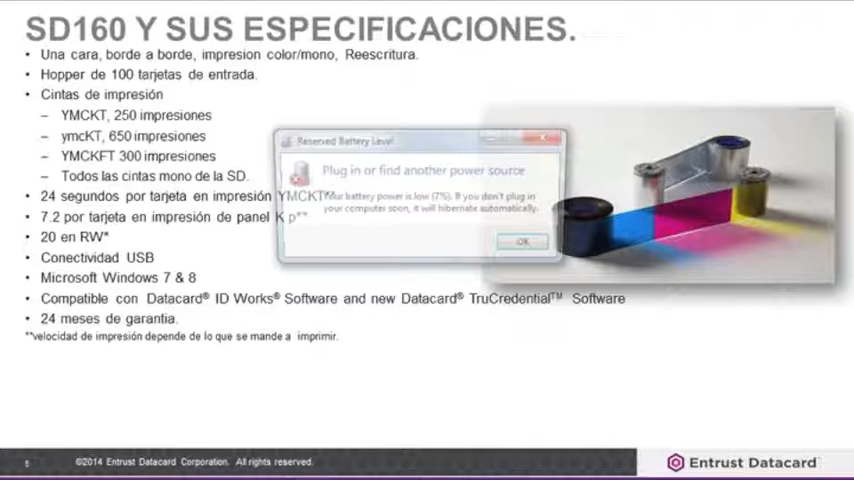 SD160 Y SUS ESPECIFICACIONES.
• Una cara, borde a borde, impresion color/mono, Reescritura.
• Hopper de 100 tarjetas de entrada.
• Cintas de impresión
– YMCKT, 250 impresiones
– ymcKT, 650 impresiones
– YMCKFT 300 impresiones
– Todos las cintas mono de la SD.
• 24 segundos por tarjeta en impresión YMCKT**
• 7.2 por tarjeta en impresión de panel K p**
• 20 en RW*
• Conectividad USB
• Microsoft Windows 7 & 8
• Compatible con Datacard® ID Works® Software and new Datacard® TruCredential™ Software
• 24 meses de garantia.
**velocidad de impresión depende de lo que se mande a imprimir.
Reserved Battery Level
Plug in or find another power source
Your battery power is low (7%). If you don't plug in
your computer soon, it will hibernate automatically.
OK
5
©2014 Entrust Datacard Corporation. All rights reserved.
Entrust Datacard